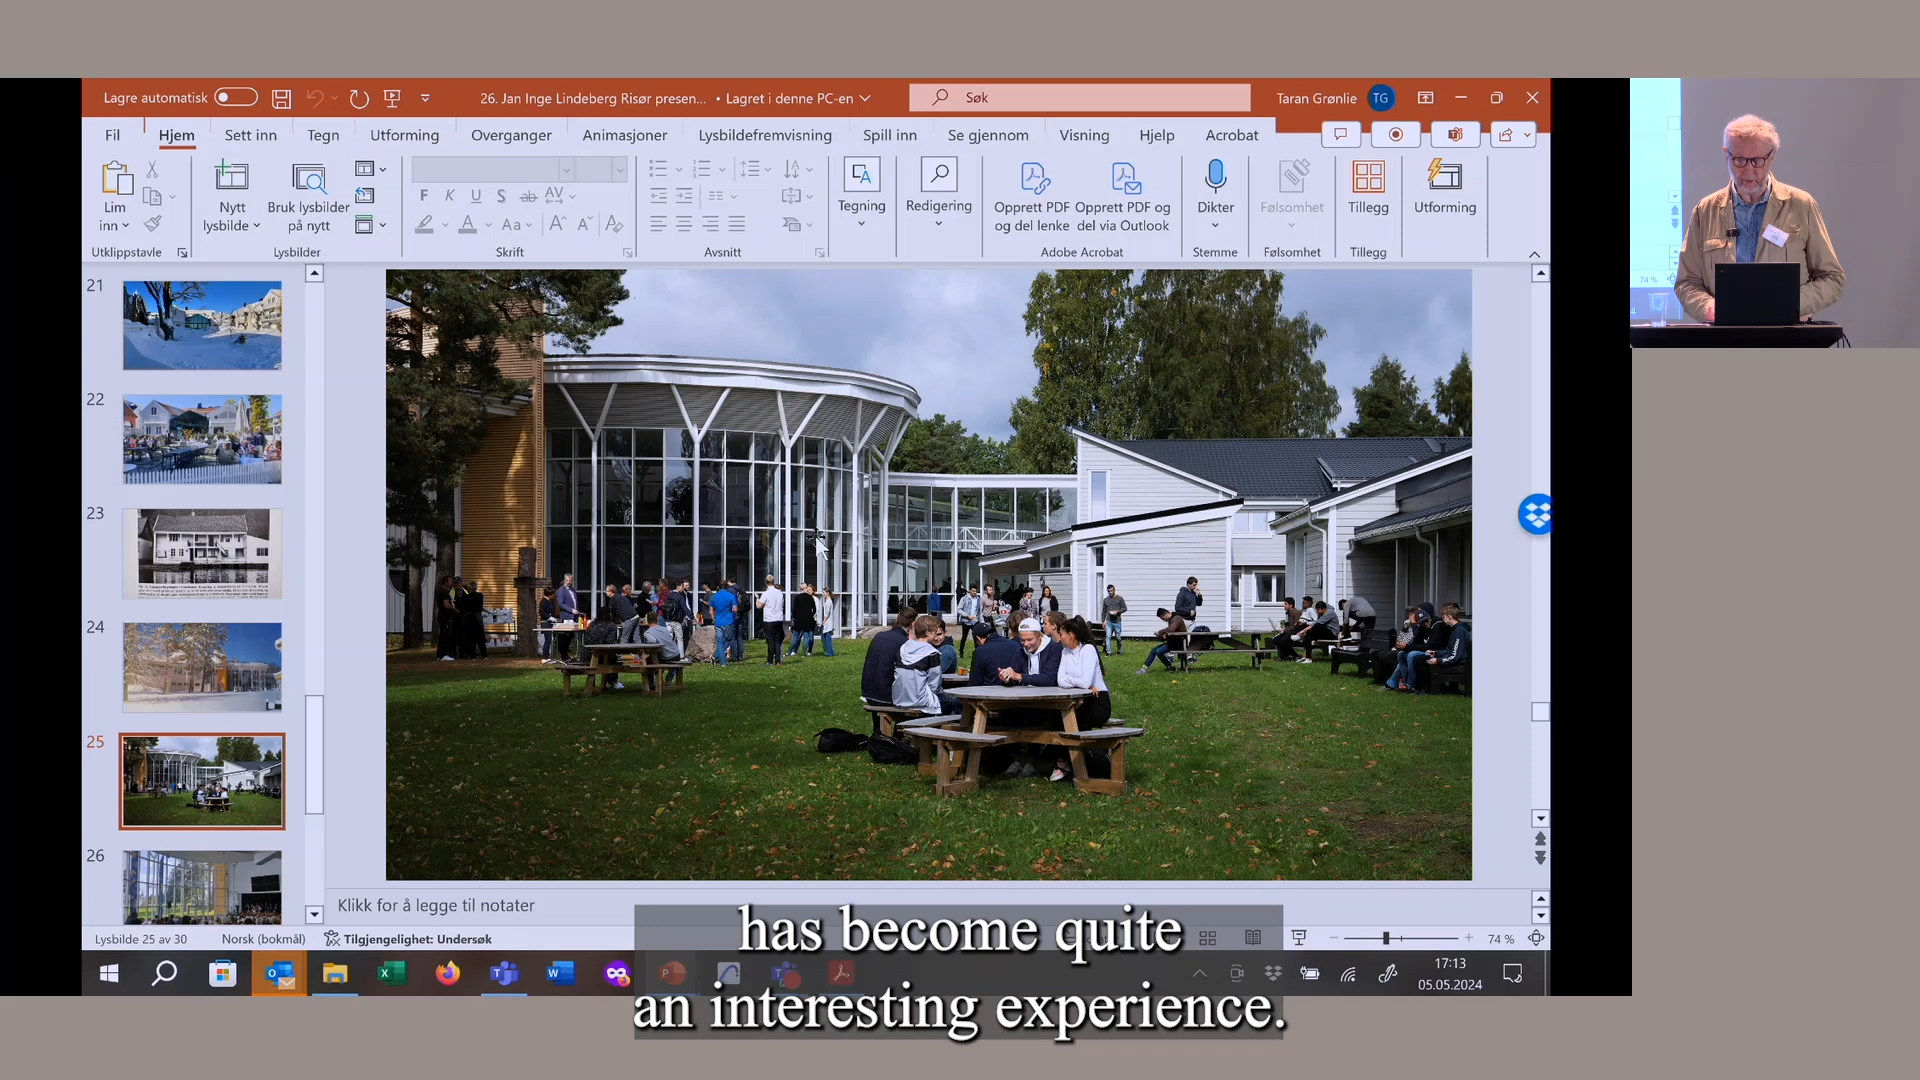 Lagre automatisk
26. Jan Inge Lindeberg Risør presen... • Lagret i denne PC-en
Søk
Taran Grønlie TG
Fil Hjem Sett inn Tegn Utforming Overganger Animasjoner Lysbildefremvisning Spill inn Se gjennom Visning Hjelp Acrobat
Lim inn
Nytt lysbilde
Bruk lysbilder på nytt
F K U S ab AV
A Aa A A A
Tegning
Redigering
Opprett PDF og del lenke
Opprett PDF og del via Outlook
Dikter
Følsomhet
Tillegg
Utforming
Utklippstavle Lysbilder Skrift Avsnitt Adobe Acrobat Stemme Følsomhet Tillegg
21
22
23
24
25
26
74 %
Klikk for å legge til notater
Lysbilde 25 av 30 Norsk (bokmål) Tilgjengelighet: Undersøk 74 %
17:13
05.05.2024
has become quite
an interesting experience.